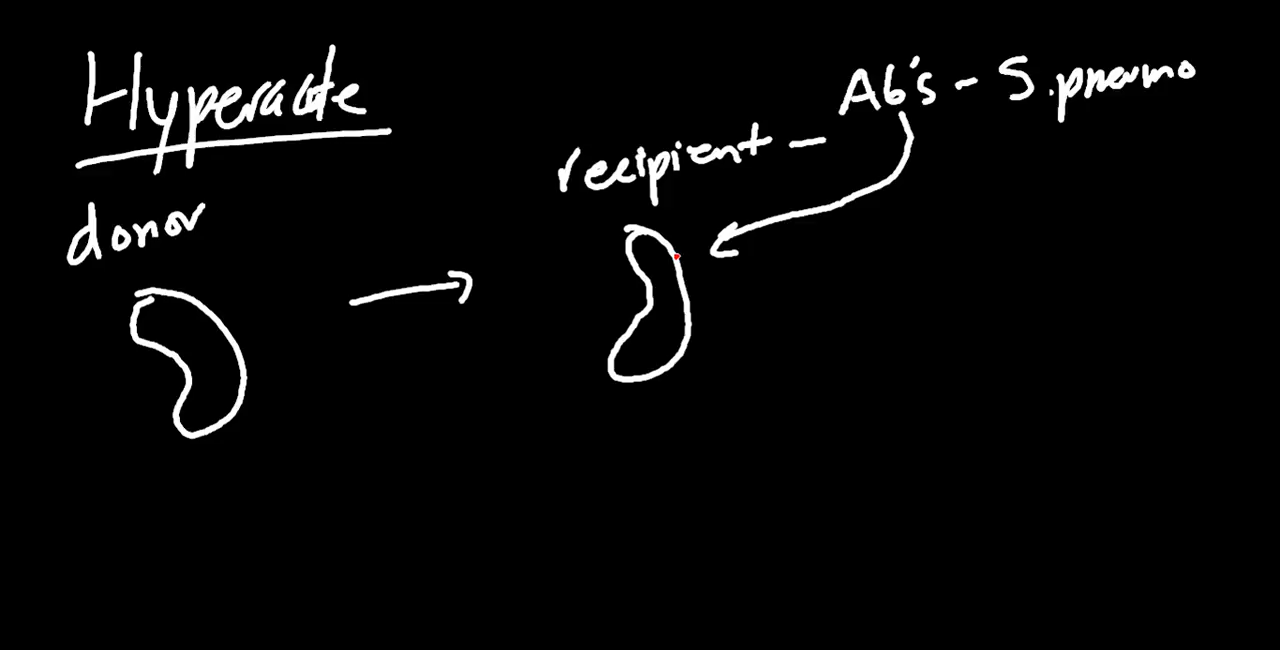 Hyperacute
donor
recipient - Ab's - S. pneumo